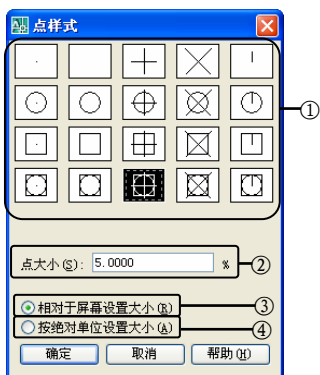 点样式
①
点大小(S): 5.0000 %
②
相对于屏幕设置大小(R)
③
按绝对单位设置大小(A)
④
确定 取消 帮助(H)